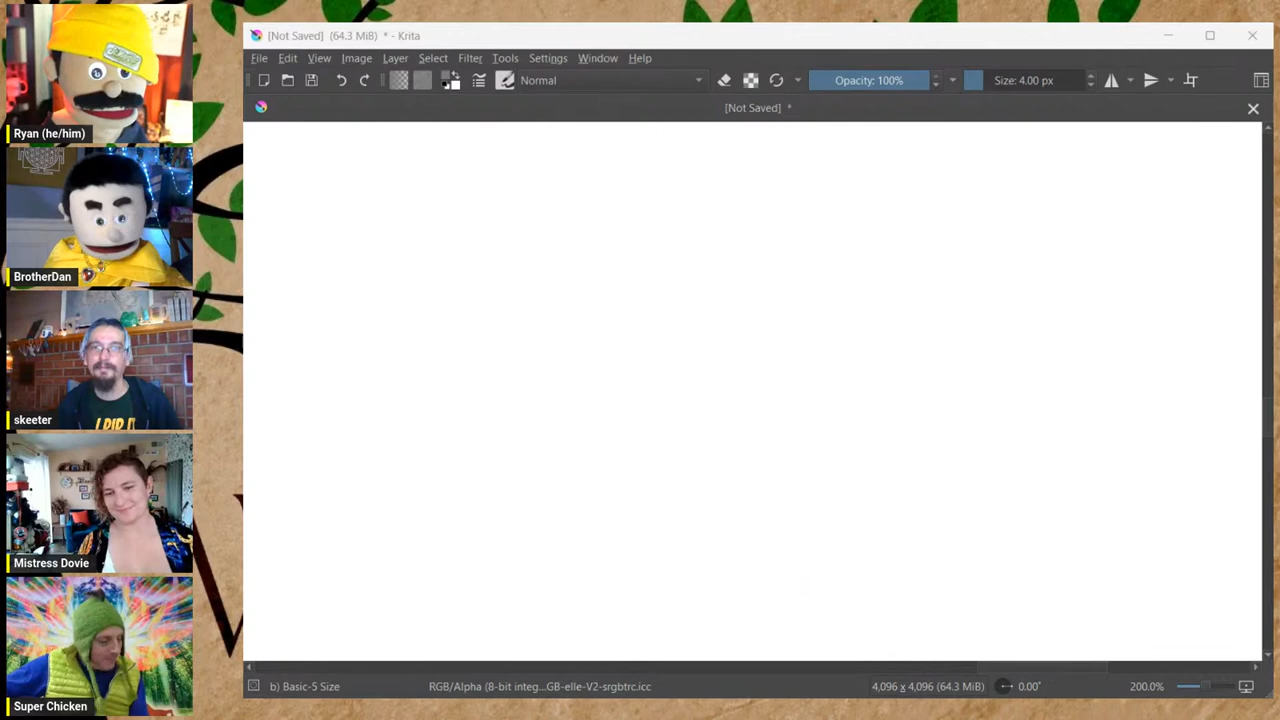 Ryan (he/him)
BrotherDan
skeeter
Mistress Dovie
Super Chicken
[Not Saved] (64.3 MiB) * - Krita
File Edit View Image Layer Select Filter Tools Settings Window Help
Normal
Opacity: 100%
Size: 4.00 px
[Not Saved] *
b) Basic-5 Size
RGB/Alpha (8-bit integ...GB-elle-V2-srgbtrc.icc
4,096 x 4,096 (64.3 MiB)
0.00°
200.0%